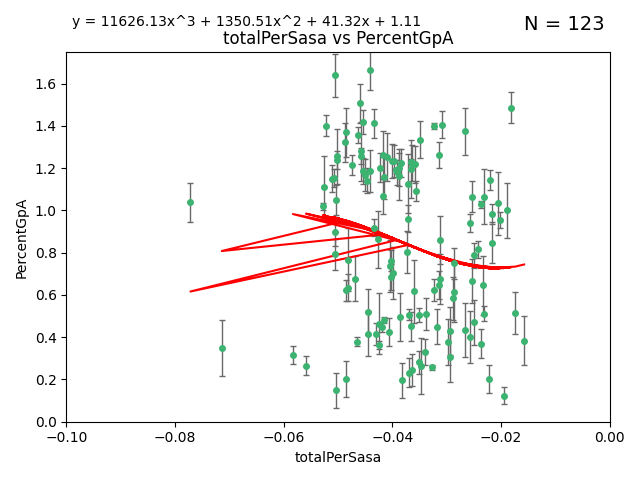 y = 11626.13x^3 + 1350.51x^2 + 41.32x + 1.11
N = 123
totalPerSasa vs PercentGpA
PercentGpA
1.6
1.4
1.2
1.0
0.8
0.6
0.4
0.2
0.0
−0.10 −0.08 −0.06 −0.04 −0.02 0.00
totalPerSasa